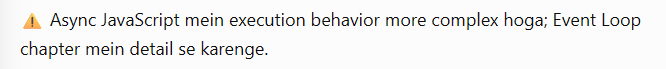 ⚠️ Async JavaScript mein execution behavior more complex hoga; Event Loop
chapter mein detail se karenge.